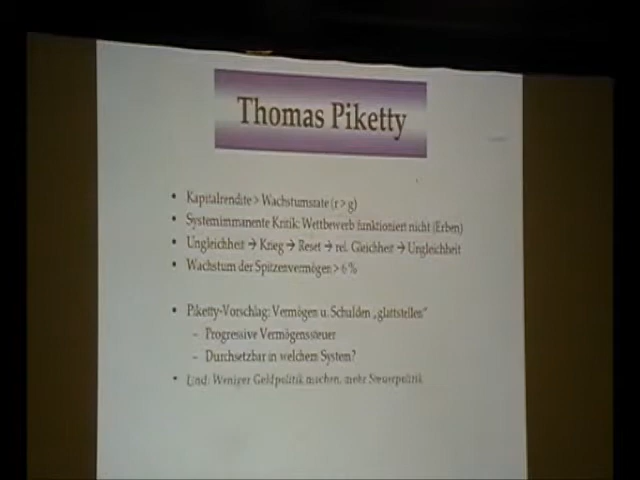 Thomas Piketty
• Kapitalrendite > Wachstumsrate (r > g)
• Systemimmanente Kritik: Wettbewerb funktioniert nicht (Erben)
• Ungleichheit → Krieg → Reset → rel. Gleichheit → Ungleichheit
• Wachstum der Spitzenvermögen > 6 %
• Piketty-Vorschlag: Vermögen u. Schulden „glattstellen“
– Progressive Vermögenssteuer
– Durchsetzbar in welchem System?
• Und: Weniger Geldpolitik machen, mehr Steuerpolitik